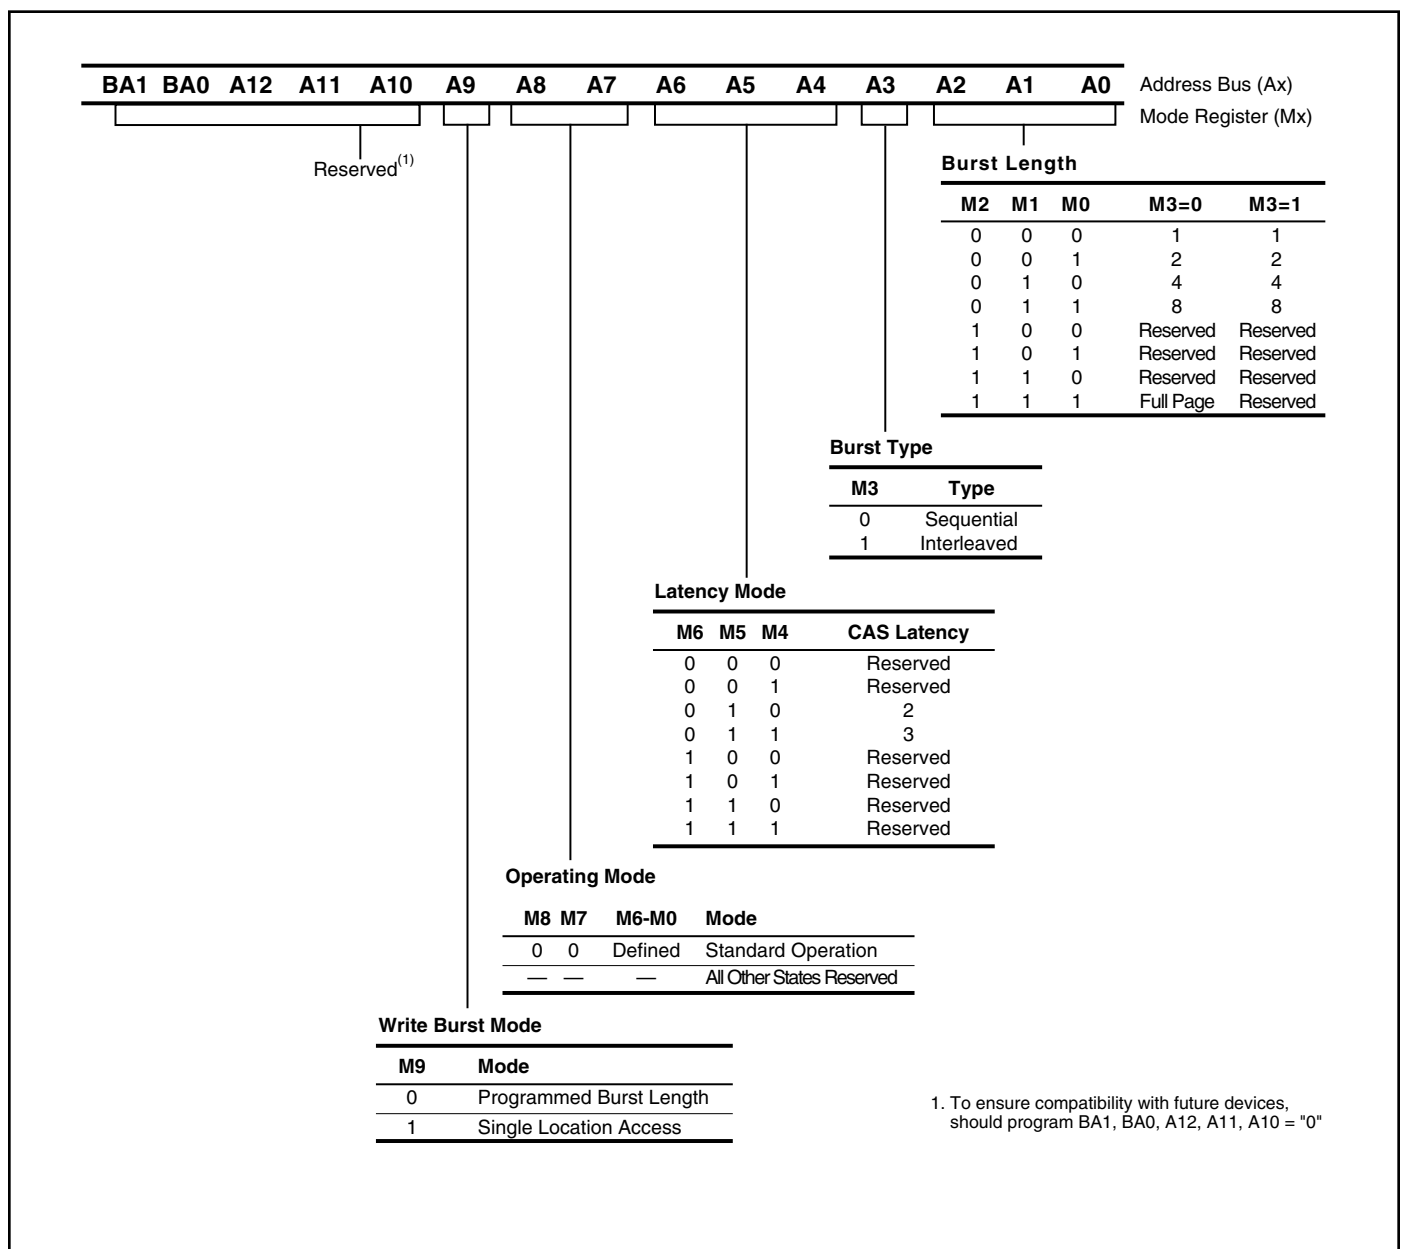 BA1 BA0 A12 A11 A10 A9 A8 A7 A6 A5 A4 A3 A2 A1 A0 Address Bus (Ax)
Mode Register (Mx)
Reserved(1)
Burst Length
M2 M1 M0 M3=0 M3=1
0 0 0 1 1
0 0 1 2 2
0 1 0 4 4
0 1 1 8 8
1 0 0 Reserved Reserved
1 0 1 Reserved Reserved
1 1 0 Reserved Reserved
1 1 1 Full Page Reserved
Burst Type
M3 Type
0 Sequential
1 Interleaved
Latency Mode
M6 M5 M4 CAS Latency
0 0 0 Reserved
0 0 1 Reserved
0 1 0 2
0 1 1 3
1 0 0 Reserved
1 0 1 Reserved
1 1 0 Reserved
1 1 1 Reserved
Operating Mode
M8 M7 M6-M0 Mode
0 0 Defined Standard Operation
— — — All Other States Reserved
Write Burst Mode
M9 Mode
0 Programmed Burst Length
1 Single Location Access
1. To ensure compatibility with future devices,
should program BA1, BA0, A12, A11, A10 = "0"